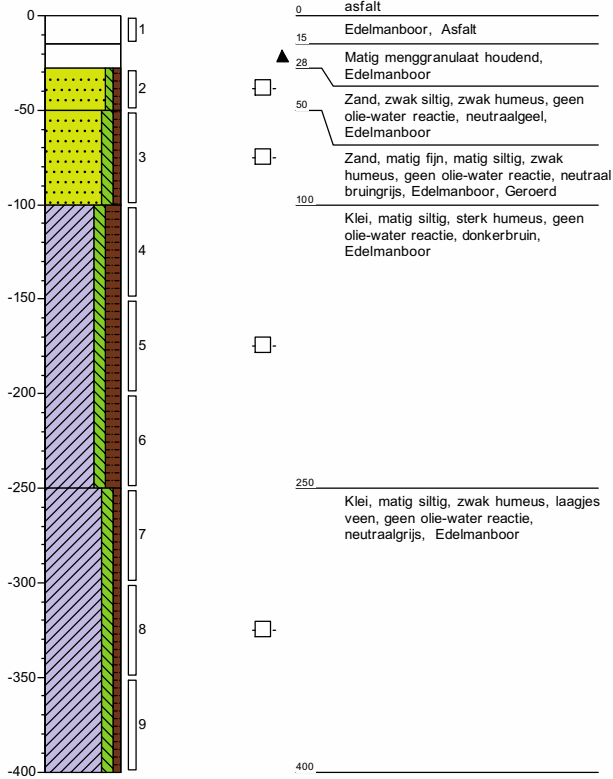 0
-50
-100
-150
-200
-250
-300
-350
-400
1
2
3
4
5
6
7
8
9
0
asfalt
Edelmanboor, Asfalt
15
Matig menggranulaat houdend,
28
Edelmanboor
Zand, zwak siltig, zwak humeus, geen
50
olie-water reactie, neutraalgeel,
Edelmanboor
Zand, matig fijn, matig siltig, zwak
humeus, geen olie-water reactie, neutraal
bruingrijs, Edelmanboor, Geroerd
100
Klei, matig siltig, sterk humeus, geen
olie-water reactie, donkerbruin,
Edelmanboor
250
Klei, matig siltig, zwak humeus, laagjes
veen, geen olie-water reactie,
neutraalgrijs, Edelmanboor
400